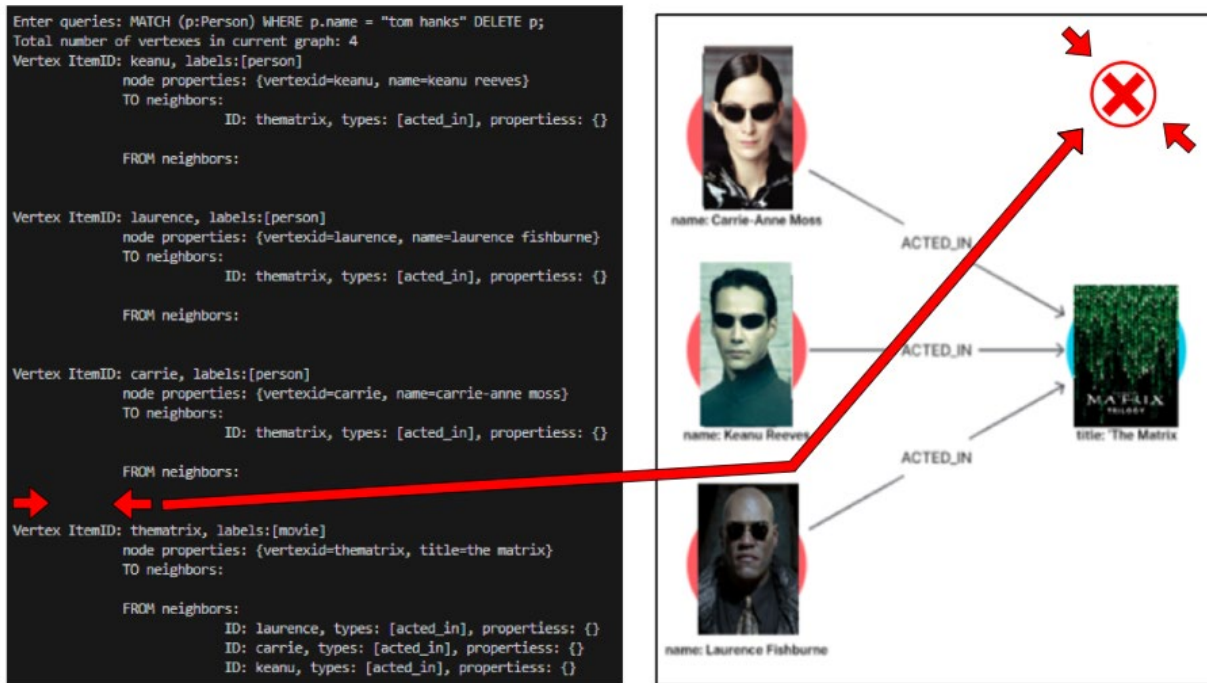 Enter queries: MATCH (p:Person) WHERE p.name = "tom hanks" DELETE p;
Total number of vertexes in current graph: 4
Vertex ItemID: keanu, labels:[person]
node properties: {vertexid=keanu, name=keanu reeves}
TO neighbors:
ID: thematrix, types: [acted_in], propertiess: {}
FROM neighbors:
Vertex ItemID: laurence, labels:[person]
node properties: {vertexid=laurence, name=laurence fishburne}
TO neighbors:
ID: thematrix, types: [acted_in], propertiess: {}
FROM neighbors:
Vertex ItemID: carrie, labels:[person]
node properties: {vertexid=carrie, name=carrie-anne moss}
TO neighbors:
ID: thematrix, types: [acted_in], propertiess: {}
FROM neighbors:
Vertex ItemID: thematrix, labels:[movie]
node properties: {vertexid=thematrix, title=the matrix}
TO neighbors:
FROM neighbors:
ID: laurence, types: [acted_in], propertiess: {}
ID: carrie, types: [acted_in], propertiess: {}
ID: keanu, types: [acted_in], propertiess: {}
name: Carrie-Anne Moss
ACTED_IN
name: Keanu Reeves
ACTED_IN
MATRIX
TRILOGY
title: 'The Matrix
ACTED_IN
name: Laurence Fishburne